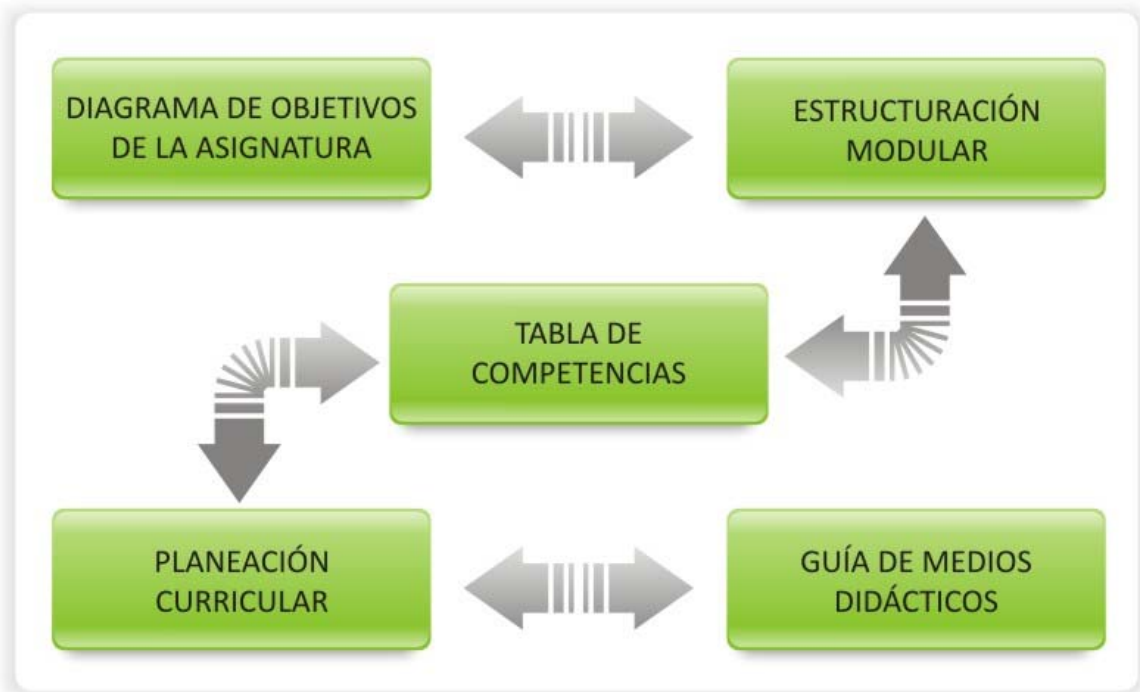 DIAGRAMA DE OBJETIVOS
DE LA ASIGNATURA
ESTRUCTURACIÓN
MODULAR
TABLA DE
COMPETENCIAS
PLANEACIÓN
CURRICULAR
GUÍA DE MEDIOS
DIDÁCTICOS